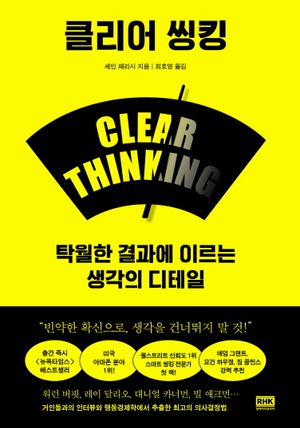 클리어 씽킹
셰인 패리시 지음 | 최호영 옮김
CLEAR
THINKING
탁월한 결과에 이르는
생각의 디테일
“빈약한 확신으로, 생각을 건너뛰지 말 것!”
출간 즉시
〈뉴욕타임스〉
베스트셀러
미국
아마존 분야
1위!
월스트리트 신뢰도 1위
스마트 씽킹 전문가
첫 책!
애덤 그랜트,
모건 하우절, 짐 콜린스
강력 추천
워런 버핏, 레이 달리오, 대니얼 카너먼, 빌 애크먼…
거인들과의 인터뷰와 행동경제학에서 추출한 최고의 의사결정법
RHK